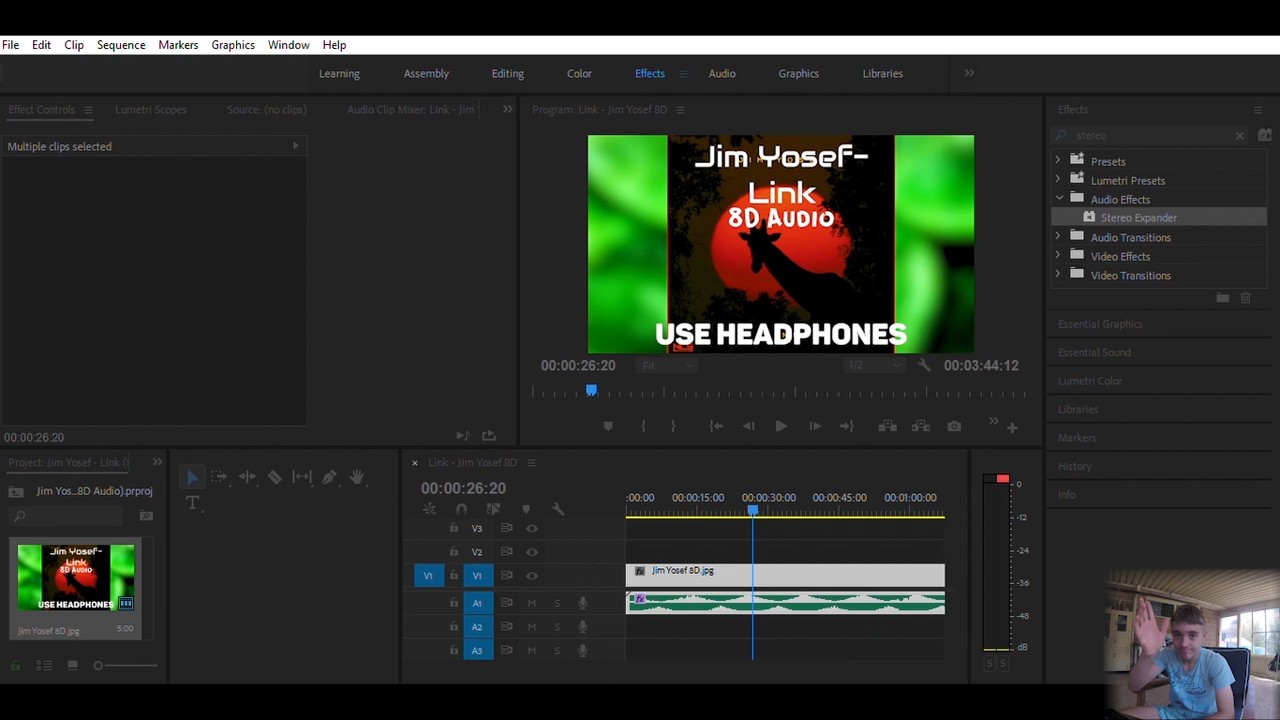 File Edit Clip Sequence Markers Graphics Window Help
Learning Assembly Editing Color Effects Audio Graphics Libraries
Effect Controls Lumetri Scopes Source: (no clips) Audio Clip Mixer: Link - Jim
Multiple clips selected
00:00:26:20
Program: Link - Jim Yosef 8D
Jim Yosef-
Link
8D Audio
USE HEADPHONES
00:00:26:20 Fit 1/2 00:03:44:12
Effects
stereo
Presets
Lumetri Presets
Audio Effects
Stereo Expander
Audio Transitions
Video Effects
Video Transitions
Essential Graphics
Essential Sound
Lumetri Color
Libraries
Markers
History
Info
Project: Jim Yosef - Link (
Jim Yos...8D Audio).prproj
Jim Yosef-
Link
8D Audio
USE HEADPHONES
Jim Yosef 8D.jpg 5:00
T
Link - Jim Yosef 8D
00:00:26:20
:00:00 00:00:15:00 00:00:30:00 00:00:45:00 00:01:00:00
V3
V2
V1 V1 fx Jim Yosef 8D.jpg
A1 M S fx
A2 M S
A3 M S
0
-12
-24
-36
-48
dB
S S